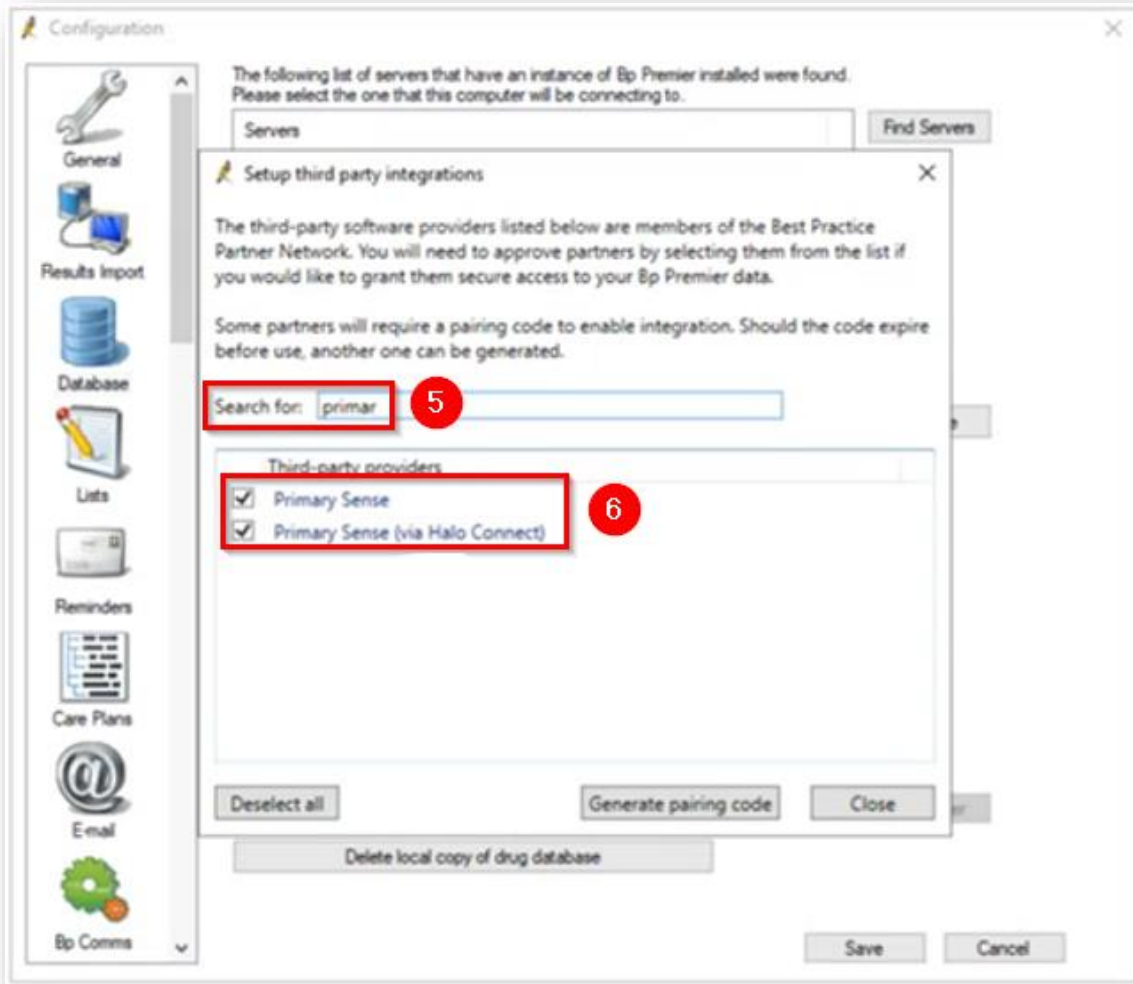 Configuration
The following list of servers that have an instance of Bp Premier installed were found.
Please select the one that this computer will be connecting to.
Servers
Find Servers
General
Results Import
Database
Lists
Reminders
Care Plans
E-mail
Bp Comms
Setup third party integrations
The third-party software providers listed below are members of the Best Practice
Partner Network. You will need to approve partners by selecting them from the list if
you would like to grant them secure access to your Bp Premier data.
Some partners will require a pairing code to enable integration. Should the code expire
before use, another one can be generated.
Search for: primar
5
Third-party providers
Primary Sense
Primary Sense (via Halo Connect)
6
Deselect all
Generate pairing code
Close
Delete local copy of drug database
Save
Cancel